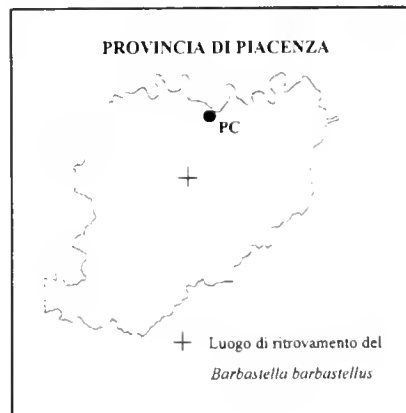 PROVINCIA DI PIACENZA
PC
Luogo di ritrovamento del
Barbastella barbastellus